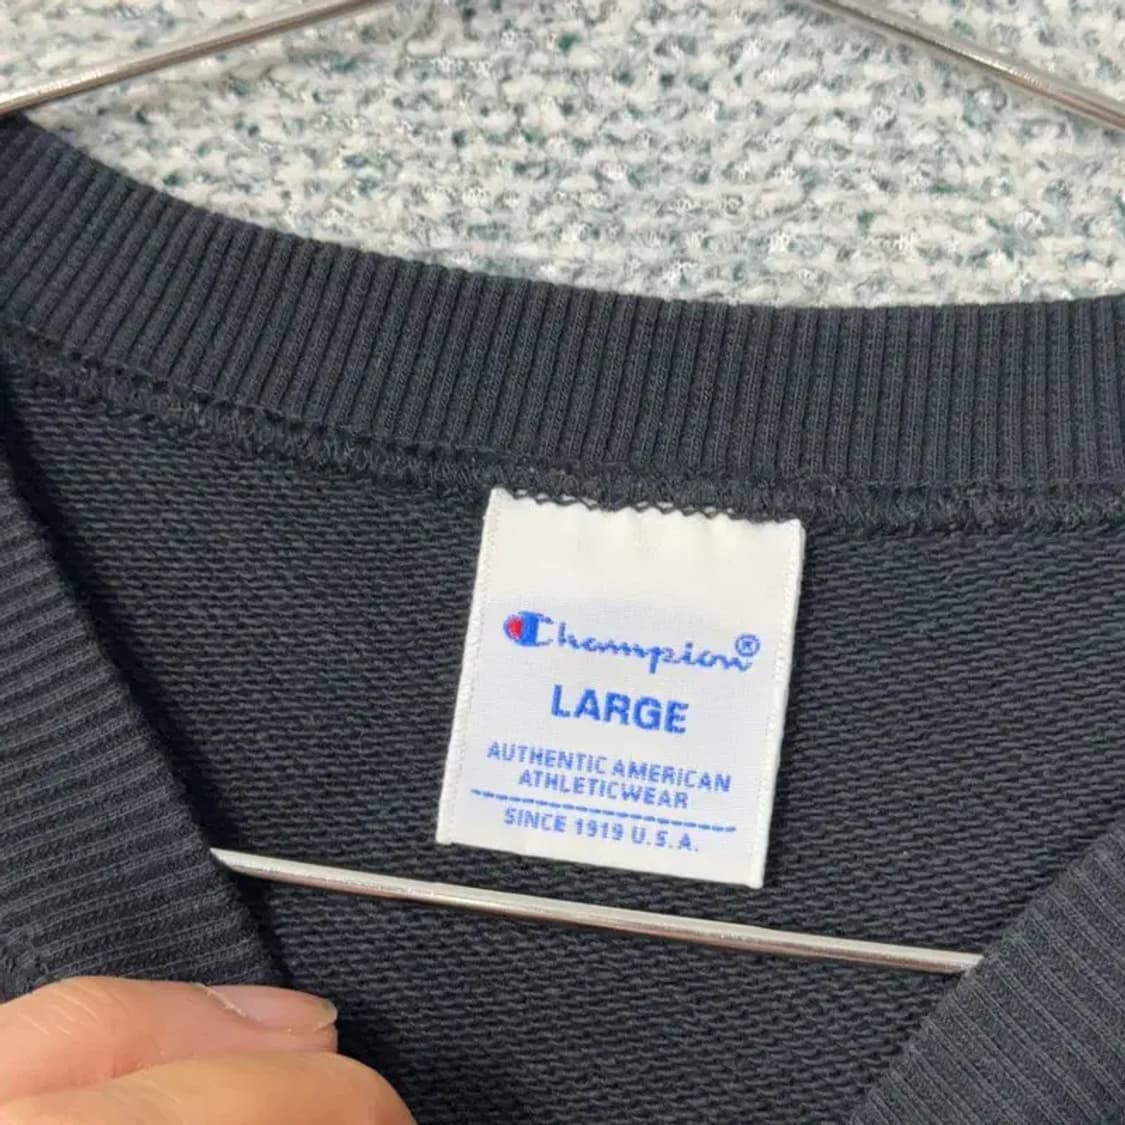 Champion®
LARGE
AUTHENTIC AMERICAN
ATHLETICWEAR
SINCE 1919 U.S.A.